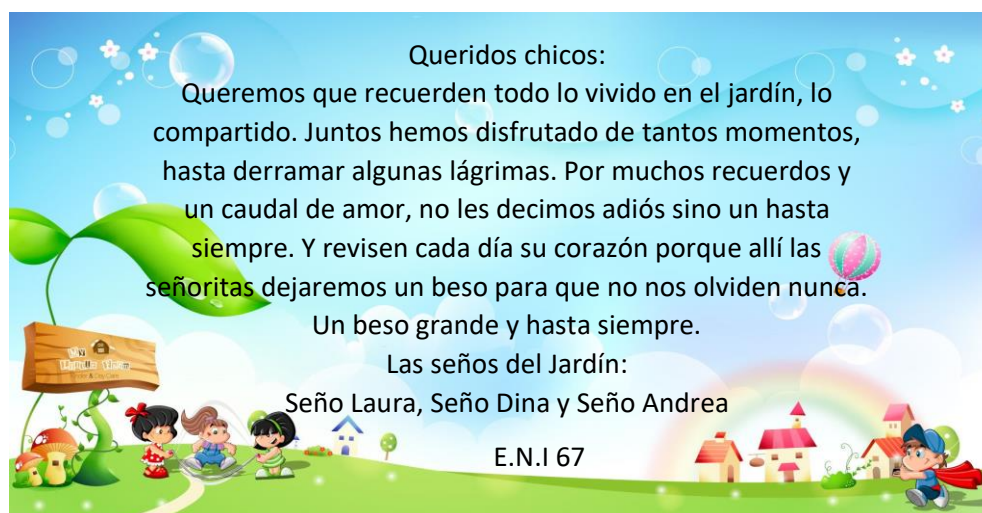 Queridos chicos:
Queremos que recuerden todo lo vivido en el jardín, lo
compartido. Juntos hemos disfrutado de tantos momentos,
hasta derramar algunas lágrimas. Por muchos recuerdos y
un caudal de amor, no les decimos adiós sino un hasta
siempre. Y revisen cada día su corazón porque allí las
señoritas dejaremos un beso para que no nos olviden nunca.
Un beso grande y hasta siempre.
Las seños del Jardín:
Seño Laura, Seño Dina y Seño Andrea
E.N.I 67